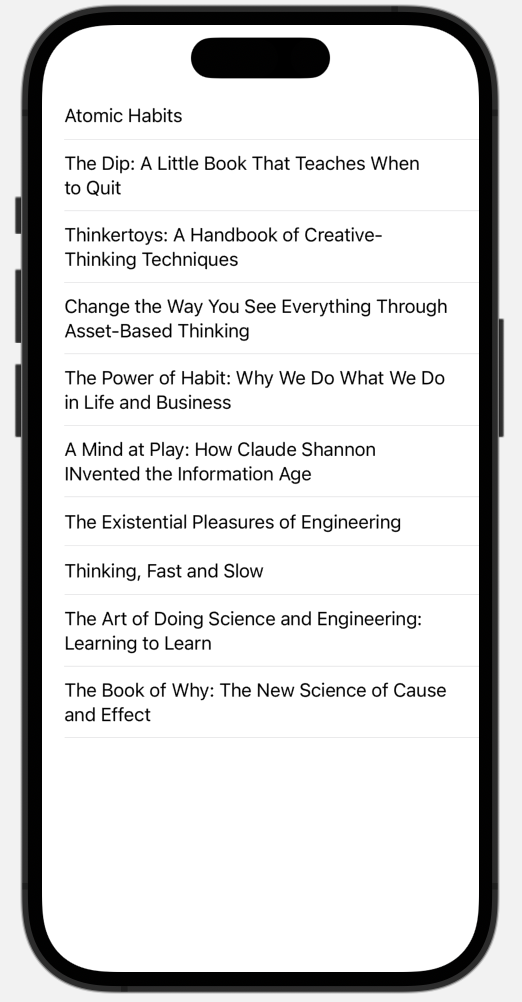 Atomic Habits
The Dip: A Little Book That Teaches When
to Quit
Thinkertoys: A Handbook of Creative-
Thinking Techniques
Change the Way You See Everything Through
Asset-Based Thinking
The Power of Habit: Why We Do What We Do
in Life and Business
A Mind at Play: How Claude Shannon
INvented the Information Age
The Existential Pleasures of Engineering
Thinking, Fast and Slow
The Art of Doing Science and Engineering:
Learning to Learn
The Book of Why: The New Science of Cause
and Effect